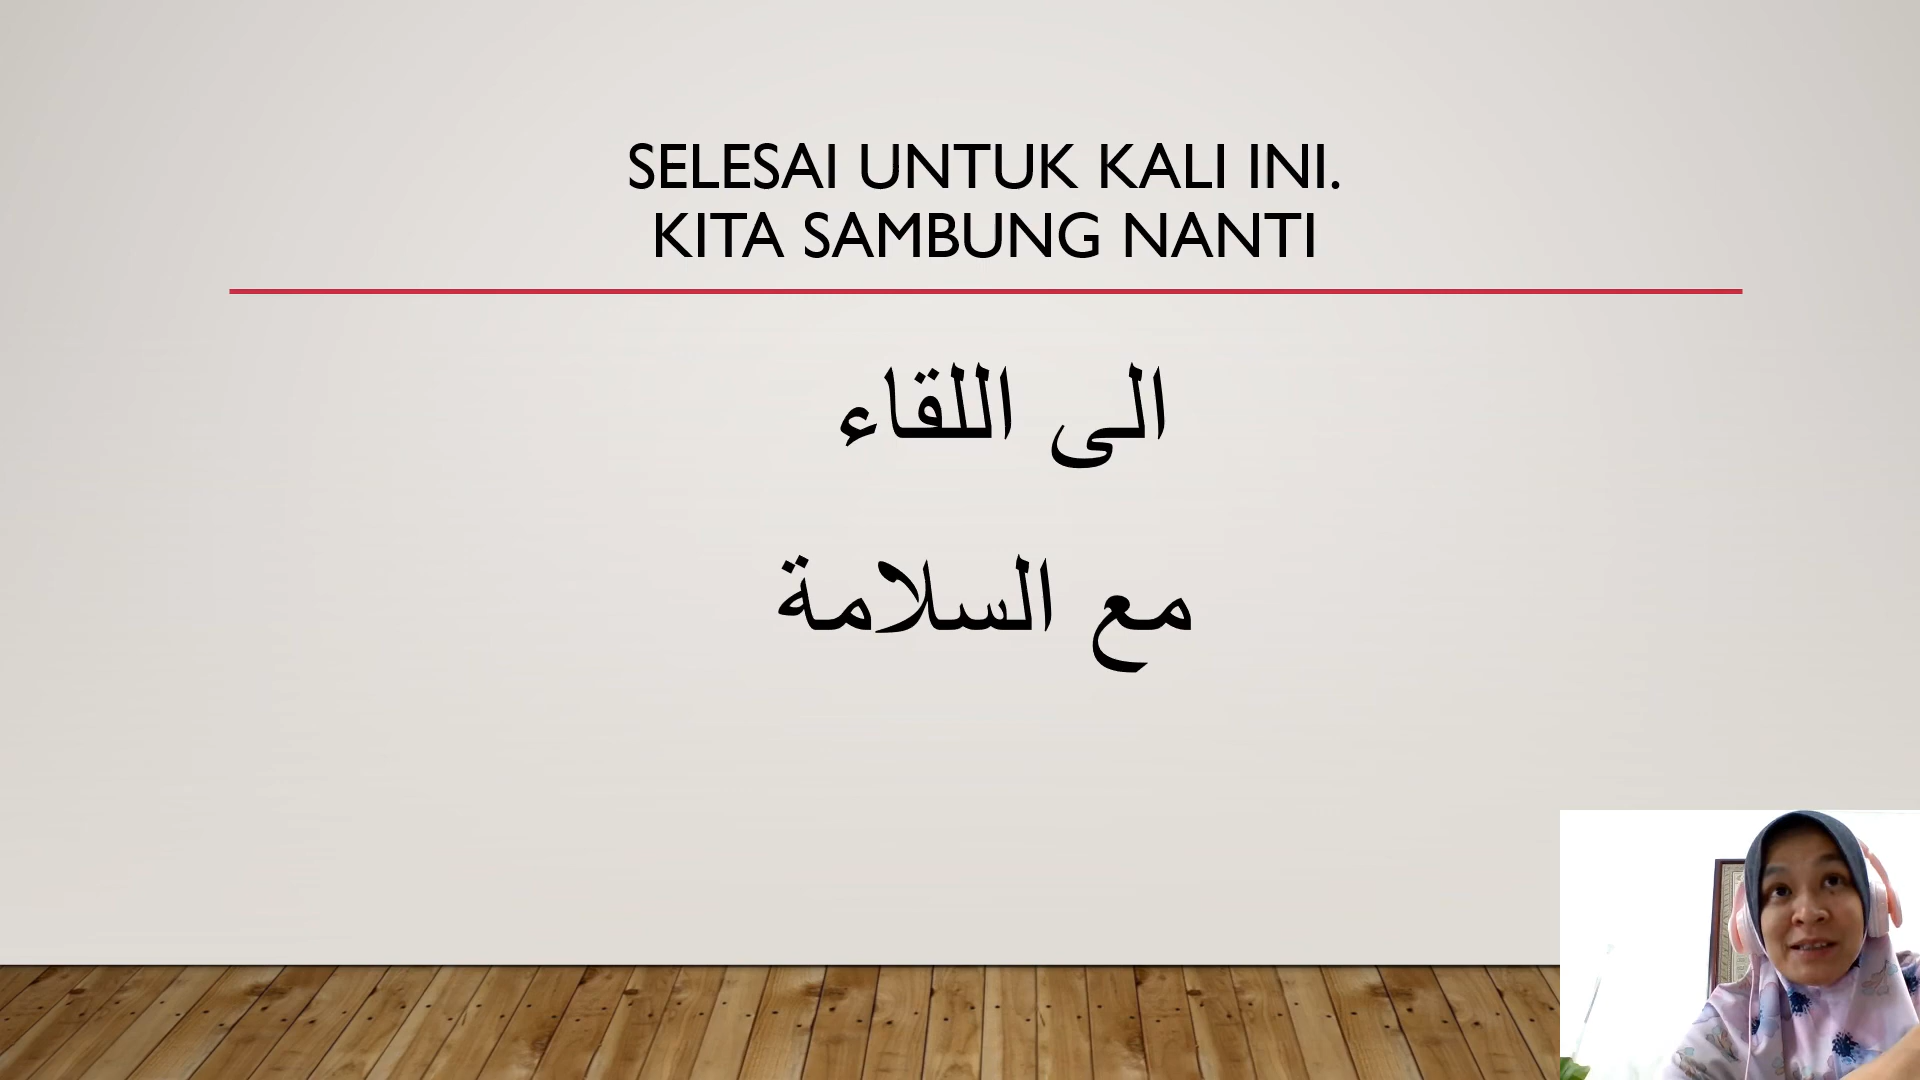 SELESAI UNTUK KALI INI.
KITA SAMBUNG NANTI
الى اللقاء
مع السلامة